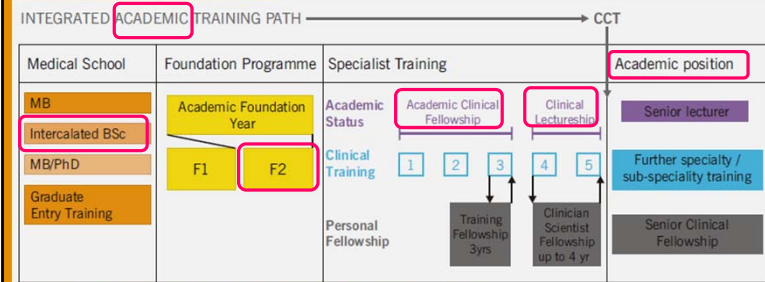 INTEGRATED ACADEMIC TRAINING PATH
CCT
Medical School
Foundation Programme
Specialist Training
Academic position
MB
Intercalated BSc
MB/PhD
Graduate
Entry Training
Academic Foundation
Year
F1
F2
Academic
Status
Academic Clinical
Fellowship
Clinical
Lectureship
Clinical
Training
1
2
3
4
5
Personal
Fellowship
Training
Fellowship
3yrs
Clinician
Scientist
Fellowship
up to 4 yr
Senior lecturer
Further specialty /
sub-speciality training
Senior Clinical
Fellowship